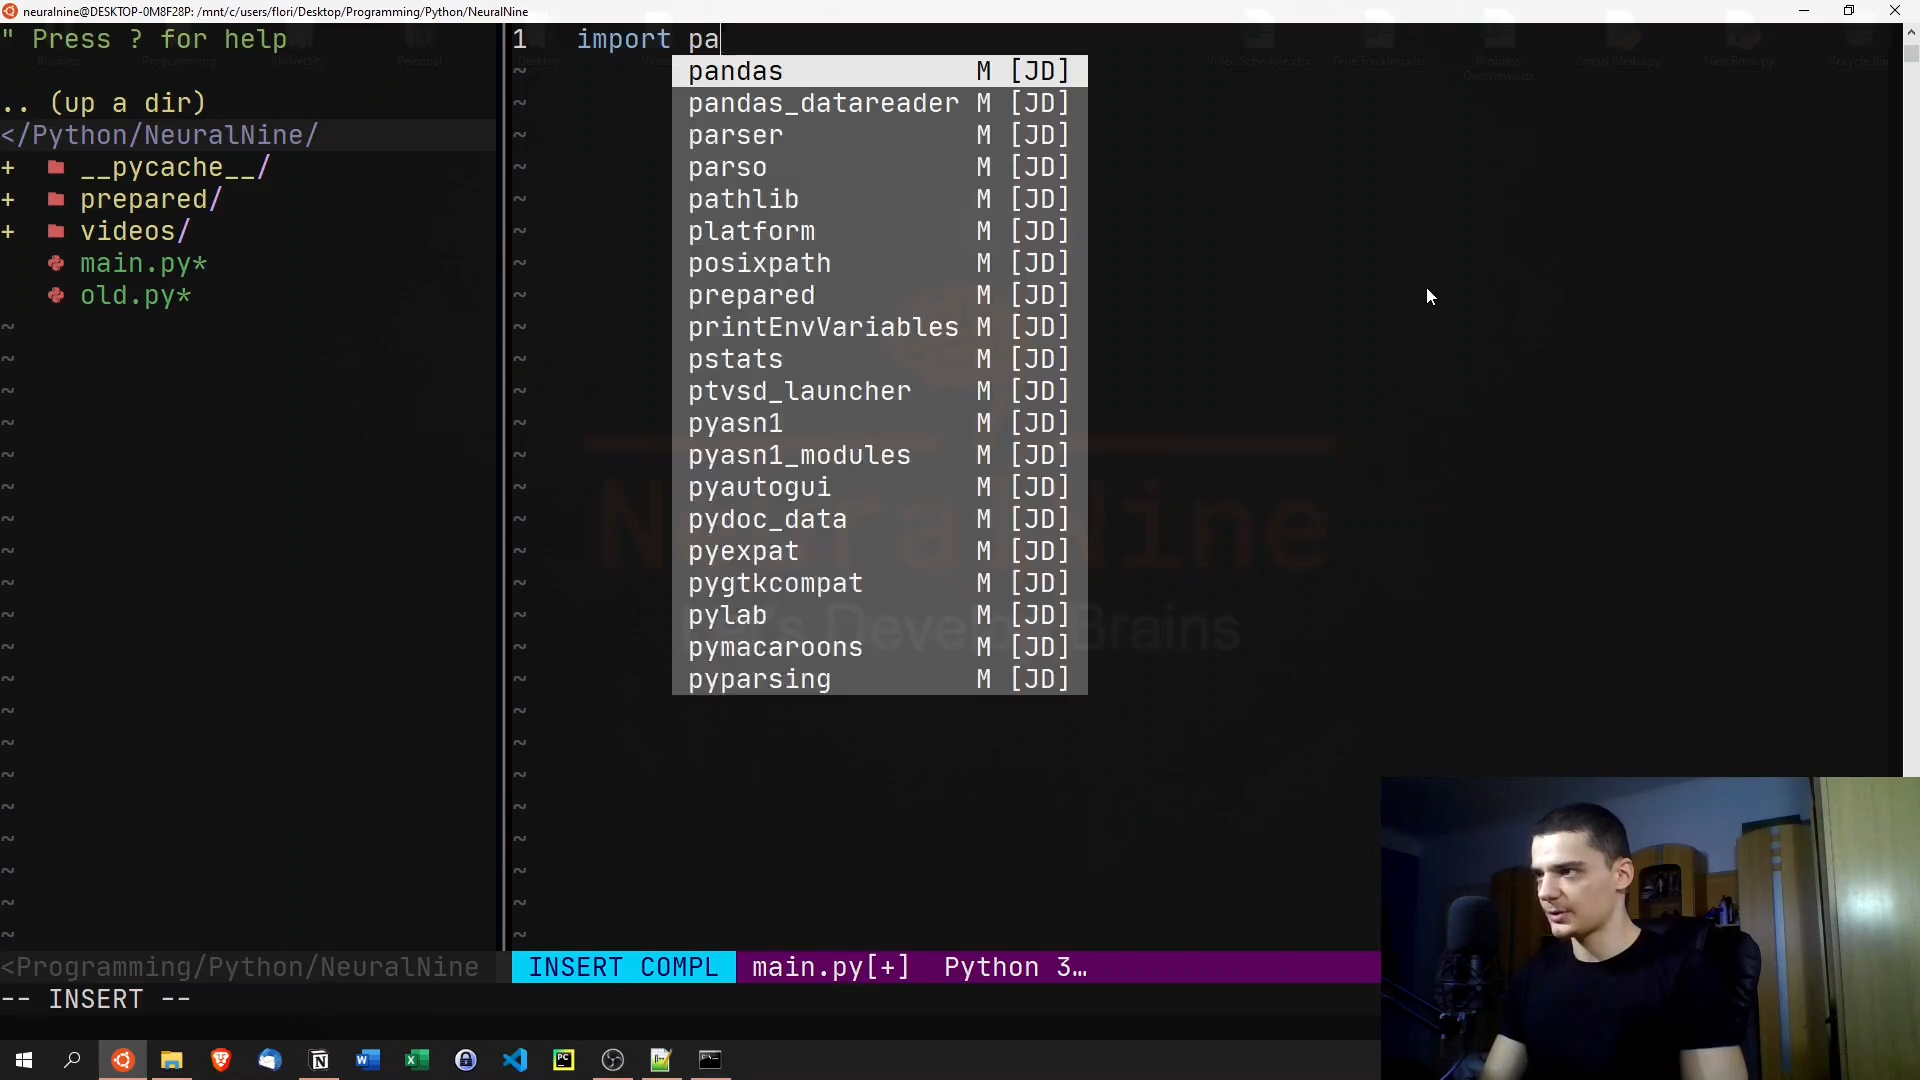 neuralnine@DESKTOP-0M8F28P: /mnt/c/users/flori/Desktop/Programming/Python/NeuralNine
" Press ? for help
.. (up a dir)
</Python/NeuralNine/
+ __pycache__/
+ prepared/
+ videos/
main.py*
old.py*
1 import pa
pandas M [JD]
pandas_datareader M [JD]
parser M [JD]
parso M [JD]
pathlib M [JD]
platform M [JD]
posixpath M [JD]
prepared M [JD]
printEnvVariables M [JD]
pstats M [JD]
ptvsd_launcher M [JD]
pyasn1 M [JD]
pyasn1_modules M [JD]
pyautogui M [JD]
pydoc_data M [JD]
pyexpat M [JD]
pygtkcompat M [JD]
pylab M [JD]
pymacaroons M [JD]
pyparsing M [JD]
NeuralNine
Brains
<Programming/Python/NeuralNine
INSERT COMPL main.py[+] Python 3…
-- INSERT --